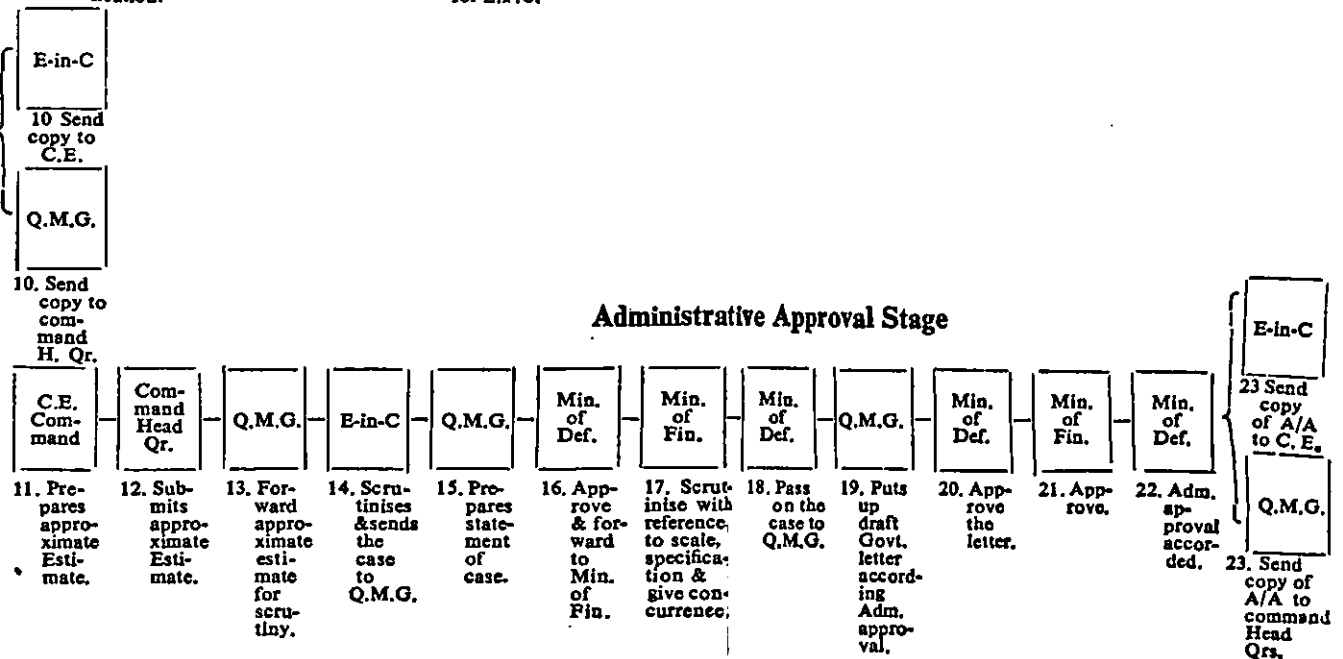 E-in-C
10 Send
copy to
C.E.
Q.M.G.
10. Send
copy to
com-
mand
H. Qr.
Administrative Approval Stage
C.E.
Com-
mand
11. Pre-
pares
appro-
ximate
Esti-
mate.
Com-
mand
Head
Qr.
12. Sub-
mits
appro-
ximate
Esti-
mate.
Q.M.G.
13. For-
ward
appro-
ximate
esti-
mate
for
scru-
tiny.
E-in-C
14. Scru-
tinises
&sends
the
case
to
Q.M.G.
Q.M.G.
15. Pre-
pares
state-
ment
of
case.
Min.
of
Def.
16. App-
rove
& for-
ward
to
Min.
of
Fin.
Min.
of
Fin.
17. Scrut-
inise with
reference
to scale,
specifica-
tion &
give con-
currence.
Min.
of
Def.
18. Pass
on the
case to
Q.M.G.
Q.M.G.
19. Puts
up
draft
Govt.
letter
accord-
ing
Adm.
appro-
val.
Min.
of
Def.
20. App-
rove
the
letter.
Min.
of
Fin.
21. App-
rove.
Min.
of
Def.
22. Adm.
ap-
proval
accor-
ded.
E-in-C
23 Send
copy
of A/A
to C.E.
Q.M.G.
23. Send
copy of
A/A to
command
Head
Qrs.